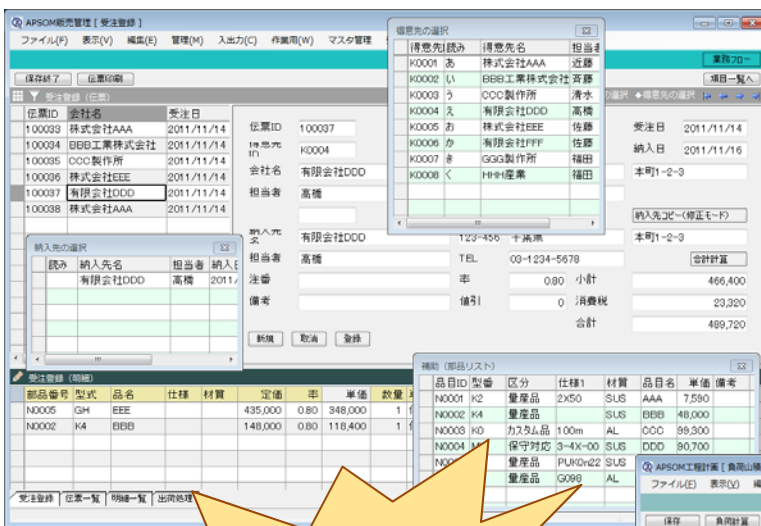 APSOM販売管理 [ 受注登録 ]
ファイル(F) 表示(V) 編集(E) 管理(M) 入出力(C) 作業用(W) マスタ管理
業務フロー
保存終了 伝票印刷 項目一覧へ
受注登録 (伝票) の選択 ◆得意先の選択
伝票ID 会社名 受注日
100033 株式会社AAA 2011/11/14
100034 BBB工業株式会社 2011/11/14
100035 CCC製作所 2011/11/14
100036 株式会社EEE 2011/11/14
100037 有限会社DDD 2011/11/14
100038 株式会社AAA 2011/11/14
伝票ID 100037 受注日 2011/11/14
K0004 納入日 2011/11/16
会社名 有限会社DDD 本町1-2-3
担当者 高橋
納入先コピー(修正モード)
有限会社DDD 123-456 千葉県 本町1-2-3
担当者 高橋 TEL 03-1234-5678 合計計算
注番 率 0.80 小計 466,400
備考 値引 0 消費税 23,320
合計 489,720
新規 取消 登録
得意先の選択
得意先 読み 得意先名 担当者
K0001 あ 株式会社AAA 近藤
K0002 い BBB工業株式会社 斉藤
K0003 う CCC製作所 清水
K0004 え 有限会社DDD 高橋
K0005 お 株式会社EEE 佐藤
K0006 か 有限会社FFF 佐藤
K0007 き GGG製作所 福田
K0008 く HHH産業 福田
納入先の選択
読み 納入先名 担当者 納入日
有限会社DDD 高橋 2011/
受注登録 (明細)
部品番号 型式 品名 仕様 材質 定価 率 単価 数量
N0005 GH EEE 435,000 0.80 348,000 1
N0002 K4 BBB 148,000 0.80 118,400 1
受注登録 伝票一覧 明細一覧 出荷処理
補助 (部品リスト)
品目ID 型番 区分 仕様1 材質 品目名 単価 備考
N0001 K2 量産品 2X50 SUS AAA 7,590
N0002 K4 量産品 SUS BBB 48,000
N0003 K0 カスタム品 100m AL CCC 99,300
N0004 保守対応 3-4X-00 SUS DDD 90,700
量産品 PUK0n22 SUS
量産品 G098 AL
APSOM工程計画 [ 負荷山積
ファイル(F) 表示(V)
保存 負荷計算